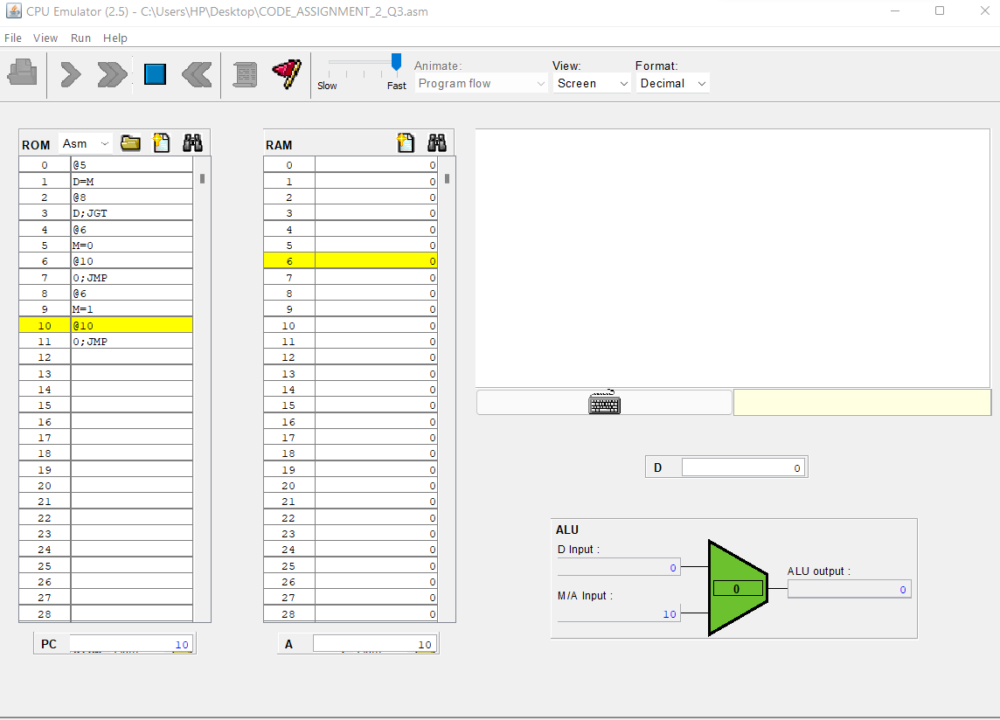 CPU Emulator (2.5) - C:\Users\HP\Desktop\CODE_ASSIGNMENT_2_Q3.asm
File View Run Help
Slow Fast
Animate:
Program flow
View:
Screen
Format:
Decimal
ROM Asm
0 @5
1 D=M
2 @8
3 D;JGT
4 @6
5 M=0
6 @10
7 0;JMP
8 @6
9 M=1
10 @10
11 0;JMP
12
13
14
15
16
17
18
19
20
21
22
23
24
25
26
27
28
PC 10
RAM
0 0
1 0
2 0
3 0
4 0
5 0
6 0
7 0
8 0
9 0
10 0
11 0
12 0
13 0
14 0
15 0
16 0
17 0
18 0
19 0
20 0
21 0
22 0
23 0
24 0
25 0
26 0
27 0
28 0
A 10
D 0
ALU
D Input :
0
M/A Input :
10
0
ALU output :
0